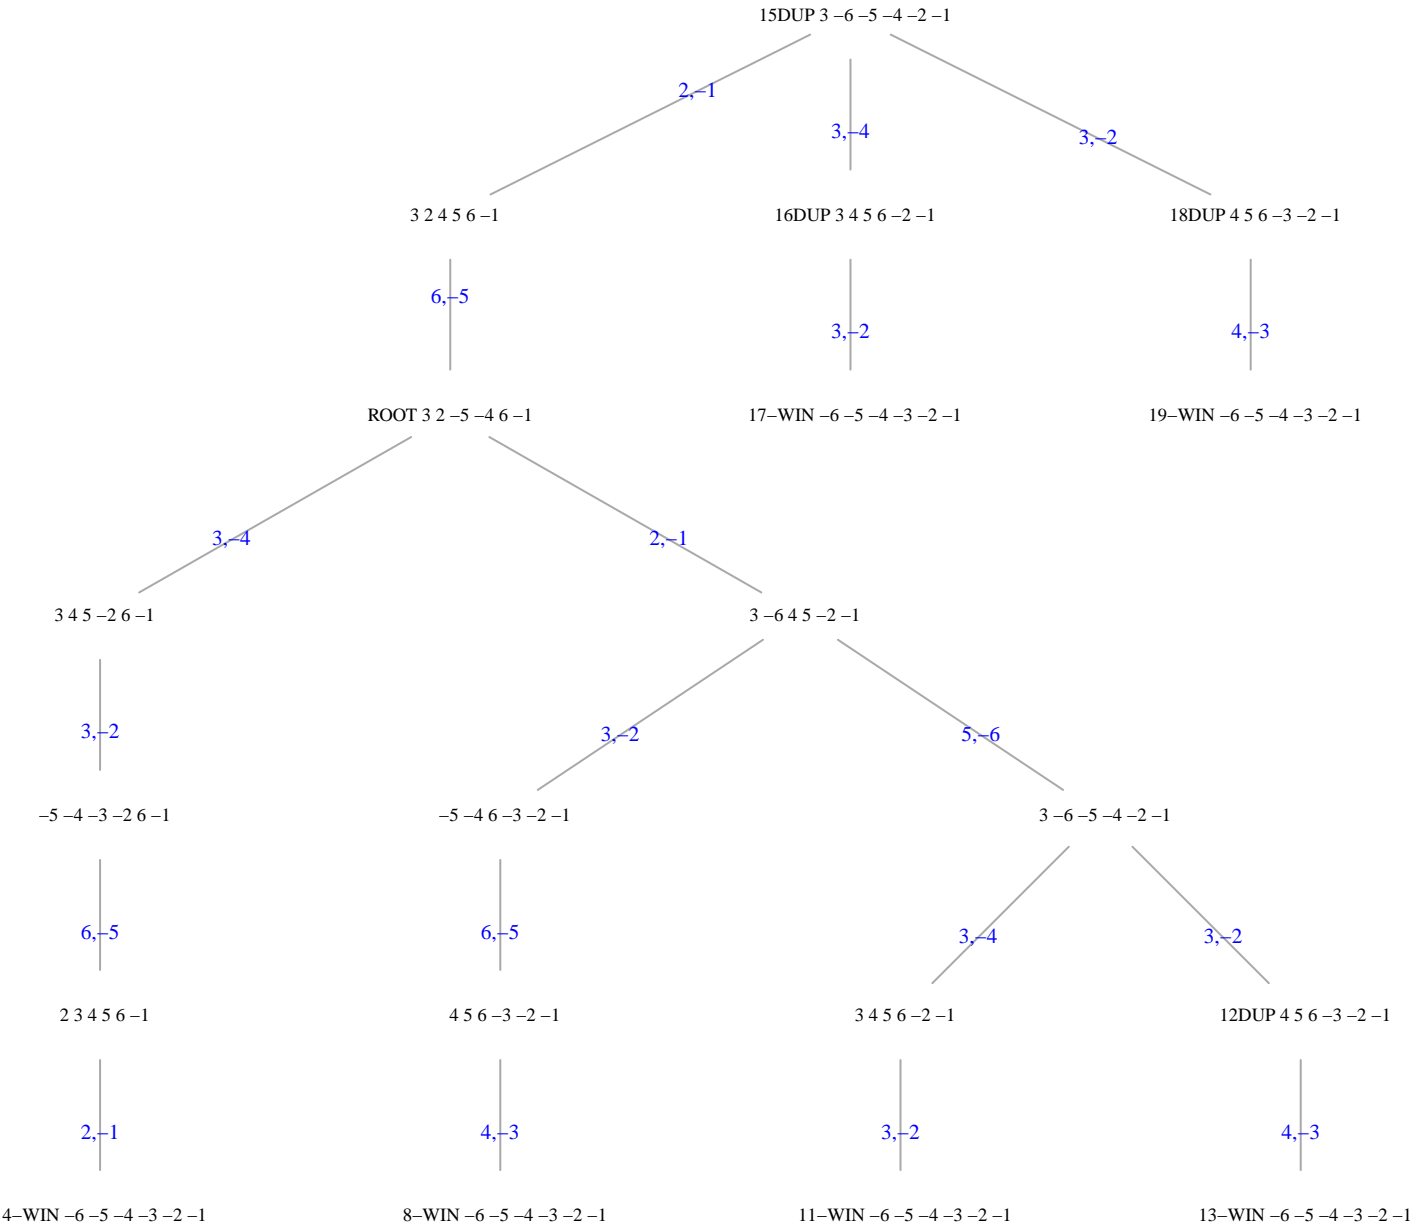 15DUP 3 –6 –5 –4 –2 –1
2,–1
3,–4
3,–2
3 2 4 5 6 –1
16DUP 3 4 5 6 –2 –1
18DUP 4 5 6 –3 –2 –1
6,–5
3,–2
4,–3
ROOT 3 2 –5 –4 6 –1
17–WIN –6 –5 –4 –3 –2 –1
19–WIN –6 –5 –4 –3 –2 –1
3,–4
2,–1
3 4 5 –2 6 –1
3 –6 4 5 –2 –1
3,–2
3,–2
5,–6
–5 –4 –3 –2 6 –1
–5 –4 6 –3 –2 –1
3 –6 –5 –4 –2 –1
6,–5
6,–5
3,–4
3,–2
2 3 4 5 6 –1
4 5 6 –3 –2 –1
3 4 5 6 –2 –1
12DUP 4 5 6 –3 –2 –1
2,–1
4,–3
3,–2
4,–3
4–WIN –6 –5 –4 –3 –2 –1
8–WIN –6 –5 –4 –3 –2 –1
11–WIN –6 –5 –4 –3 –2 –1
13–WIN –6 –5 –4 –3 –2 –1